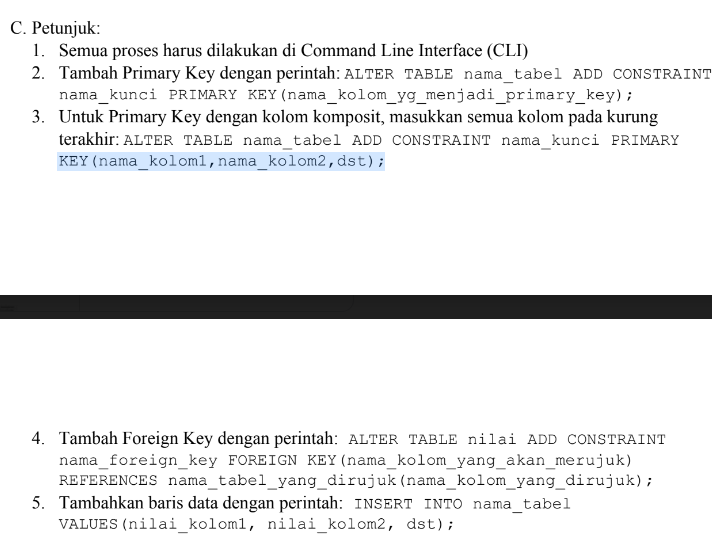 C. Petunjuk:
1. Semua proses harus dilakukan di Command Line Interface (CLI)
2. Tambah Primary Key dengan perintah: ALTER TABLE nama_tabel ADD CONSTRAINT
nama_kunci PRIMARY KEY(nama_kolom_yg_menjadi_primary_key);
3. Untuk Primary Key dengan kolom komposit, masukkan semua kolom pada kurung
terakhir: ALTER TABLE nama_tabel ADD CONSTRAINT nama_kunci PRIMARY
KEY(nama_kolom1,nama_kolom2,dst);
4. Tambah Foreign Key dengan perintah: ALTER TABLE nilai ADD CONSTRAINT
nama_foreign_key FOREIGN KEY(nama_kolom_yang_akan_merujuk)
REFERENCES nama_tabel_yang_dirujuk(nama_kolom_yang_dirujuk);
5. Tambahkan baris data dengan perintah: INSERT INTO nama_tabel
VALUES(nilai_kolom1, nilai_kolom2, dst);